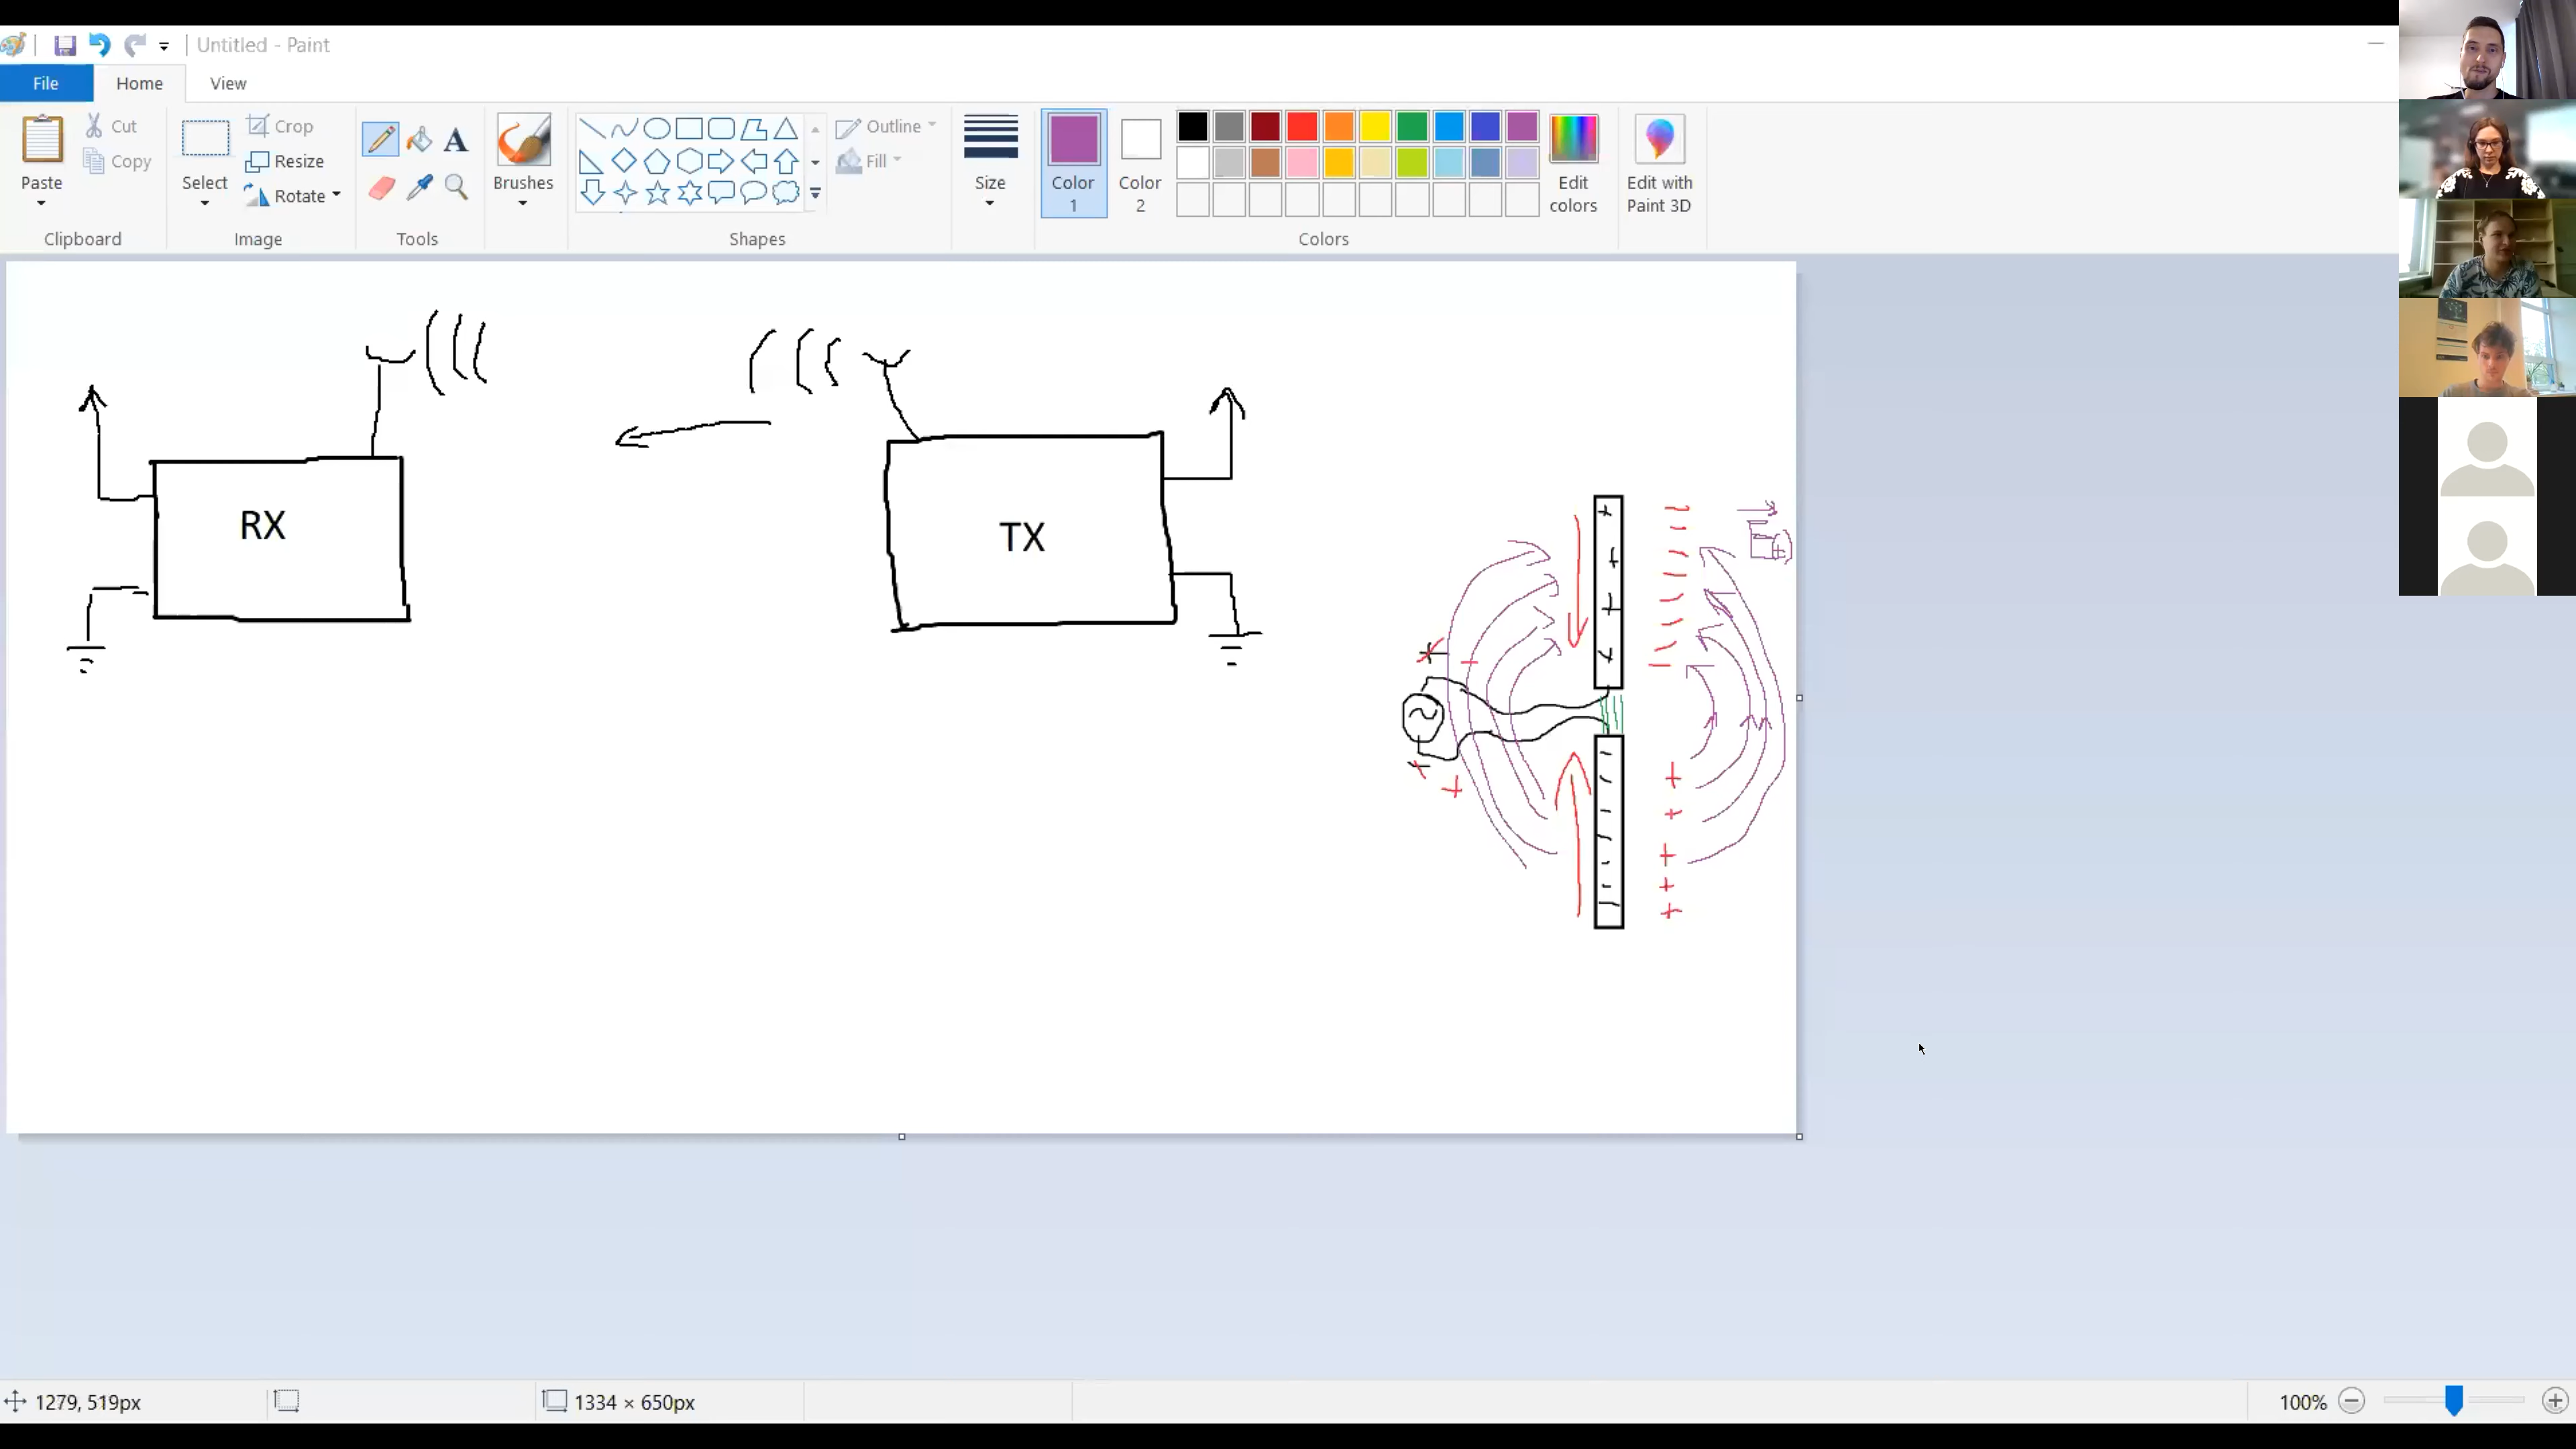 Untitled - Paint
File Home View
Cut
Copy
Paste
Clipboard
Crop
Resize
Rotate
Select
Image
A
Tools
Brushes
Outline
Fill
Shapes
Size
Color 1
Color 2
Edit colors
Edit with Paint 3D
Colors
RX
TX
+
+
+
+
E
+
+
+
+
+
+
+
1279, 519px
1334 × 650px
100%